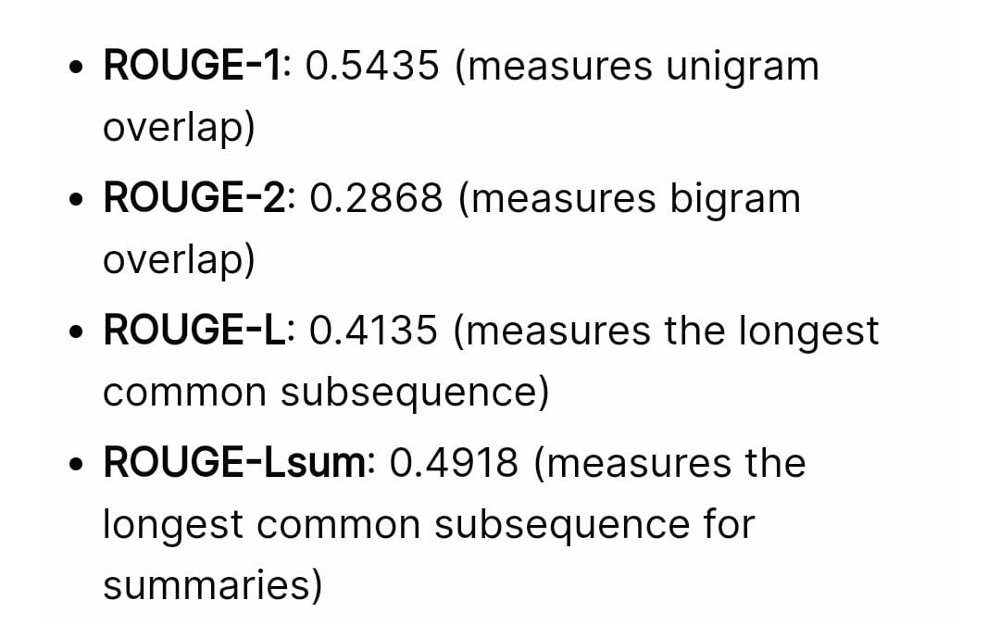 • ROUGE-1: 0.5435 (measures unigram
overlap)
• ROUGE-2: 0.2868 (measures bigram
overlap)
• ROUGE-L: 0.4135 (measures the longest
common subsequence)
• ROUGE-Lsum: 0.4918 (measures the
longest common subsequence for
summaries)